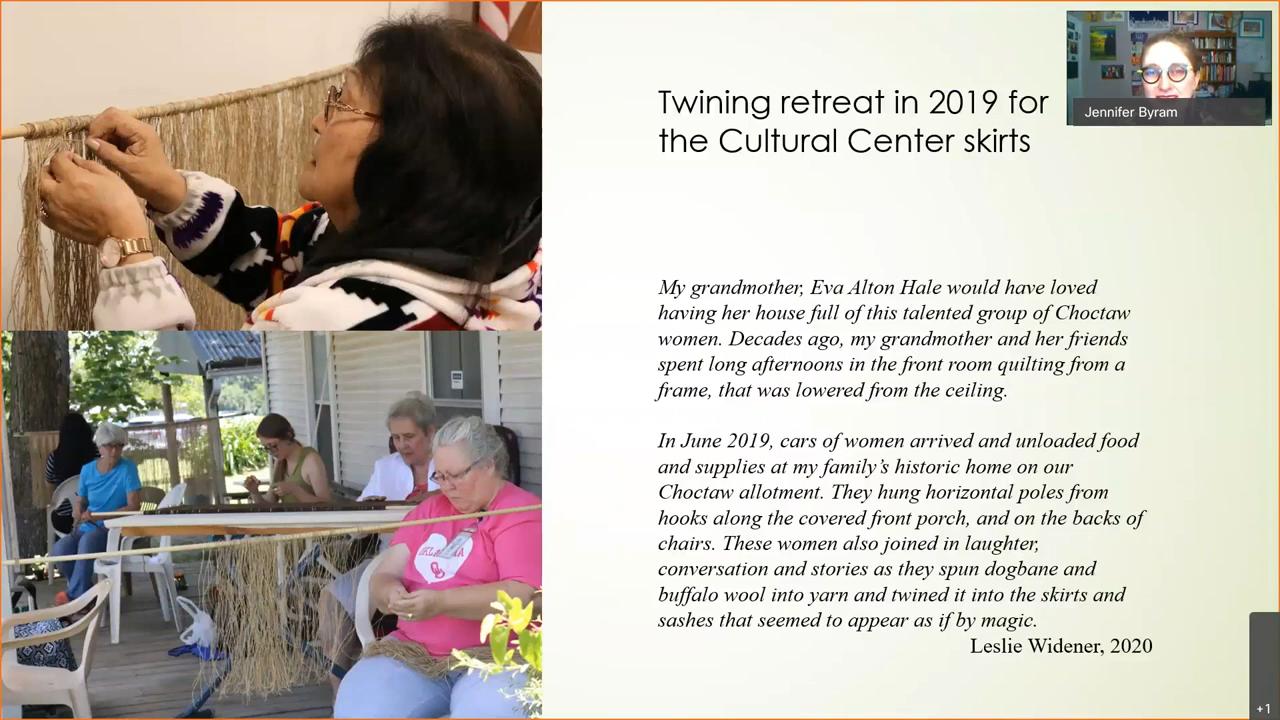 Twining retreat in 2019 for
the Cultural Center skirts
Jennifer Byram
My grandmother, Eva Alton Hale would have loved
having her house full of this talented group of Choctaw
women. Decades ago, my grandmother and her friends
spent long afternoons in the front room quilting from a
frame, that was lowered from the ceiling.
In June 2019, cars of women arrived and unloaded food
and supplies at my family’s historic home on our
Choctaw allotment. They hung horizontal poles from
hooks along the covered front porch, and on the backs of
chairs. These women also joined in laughter,
conversation and stories as they spun dogbane and
buffalo wool into yarn and twined it into the skirts and
sashes that seemed to appear as if by magic.
Leslie Widener, 2020
+1